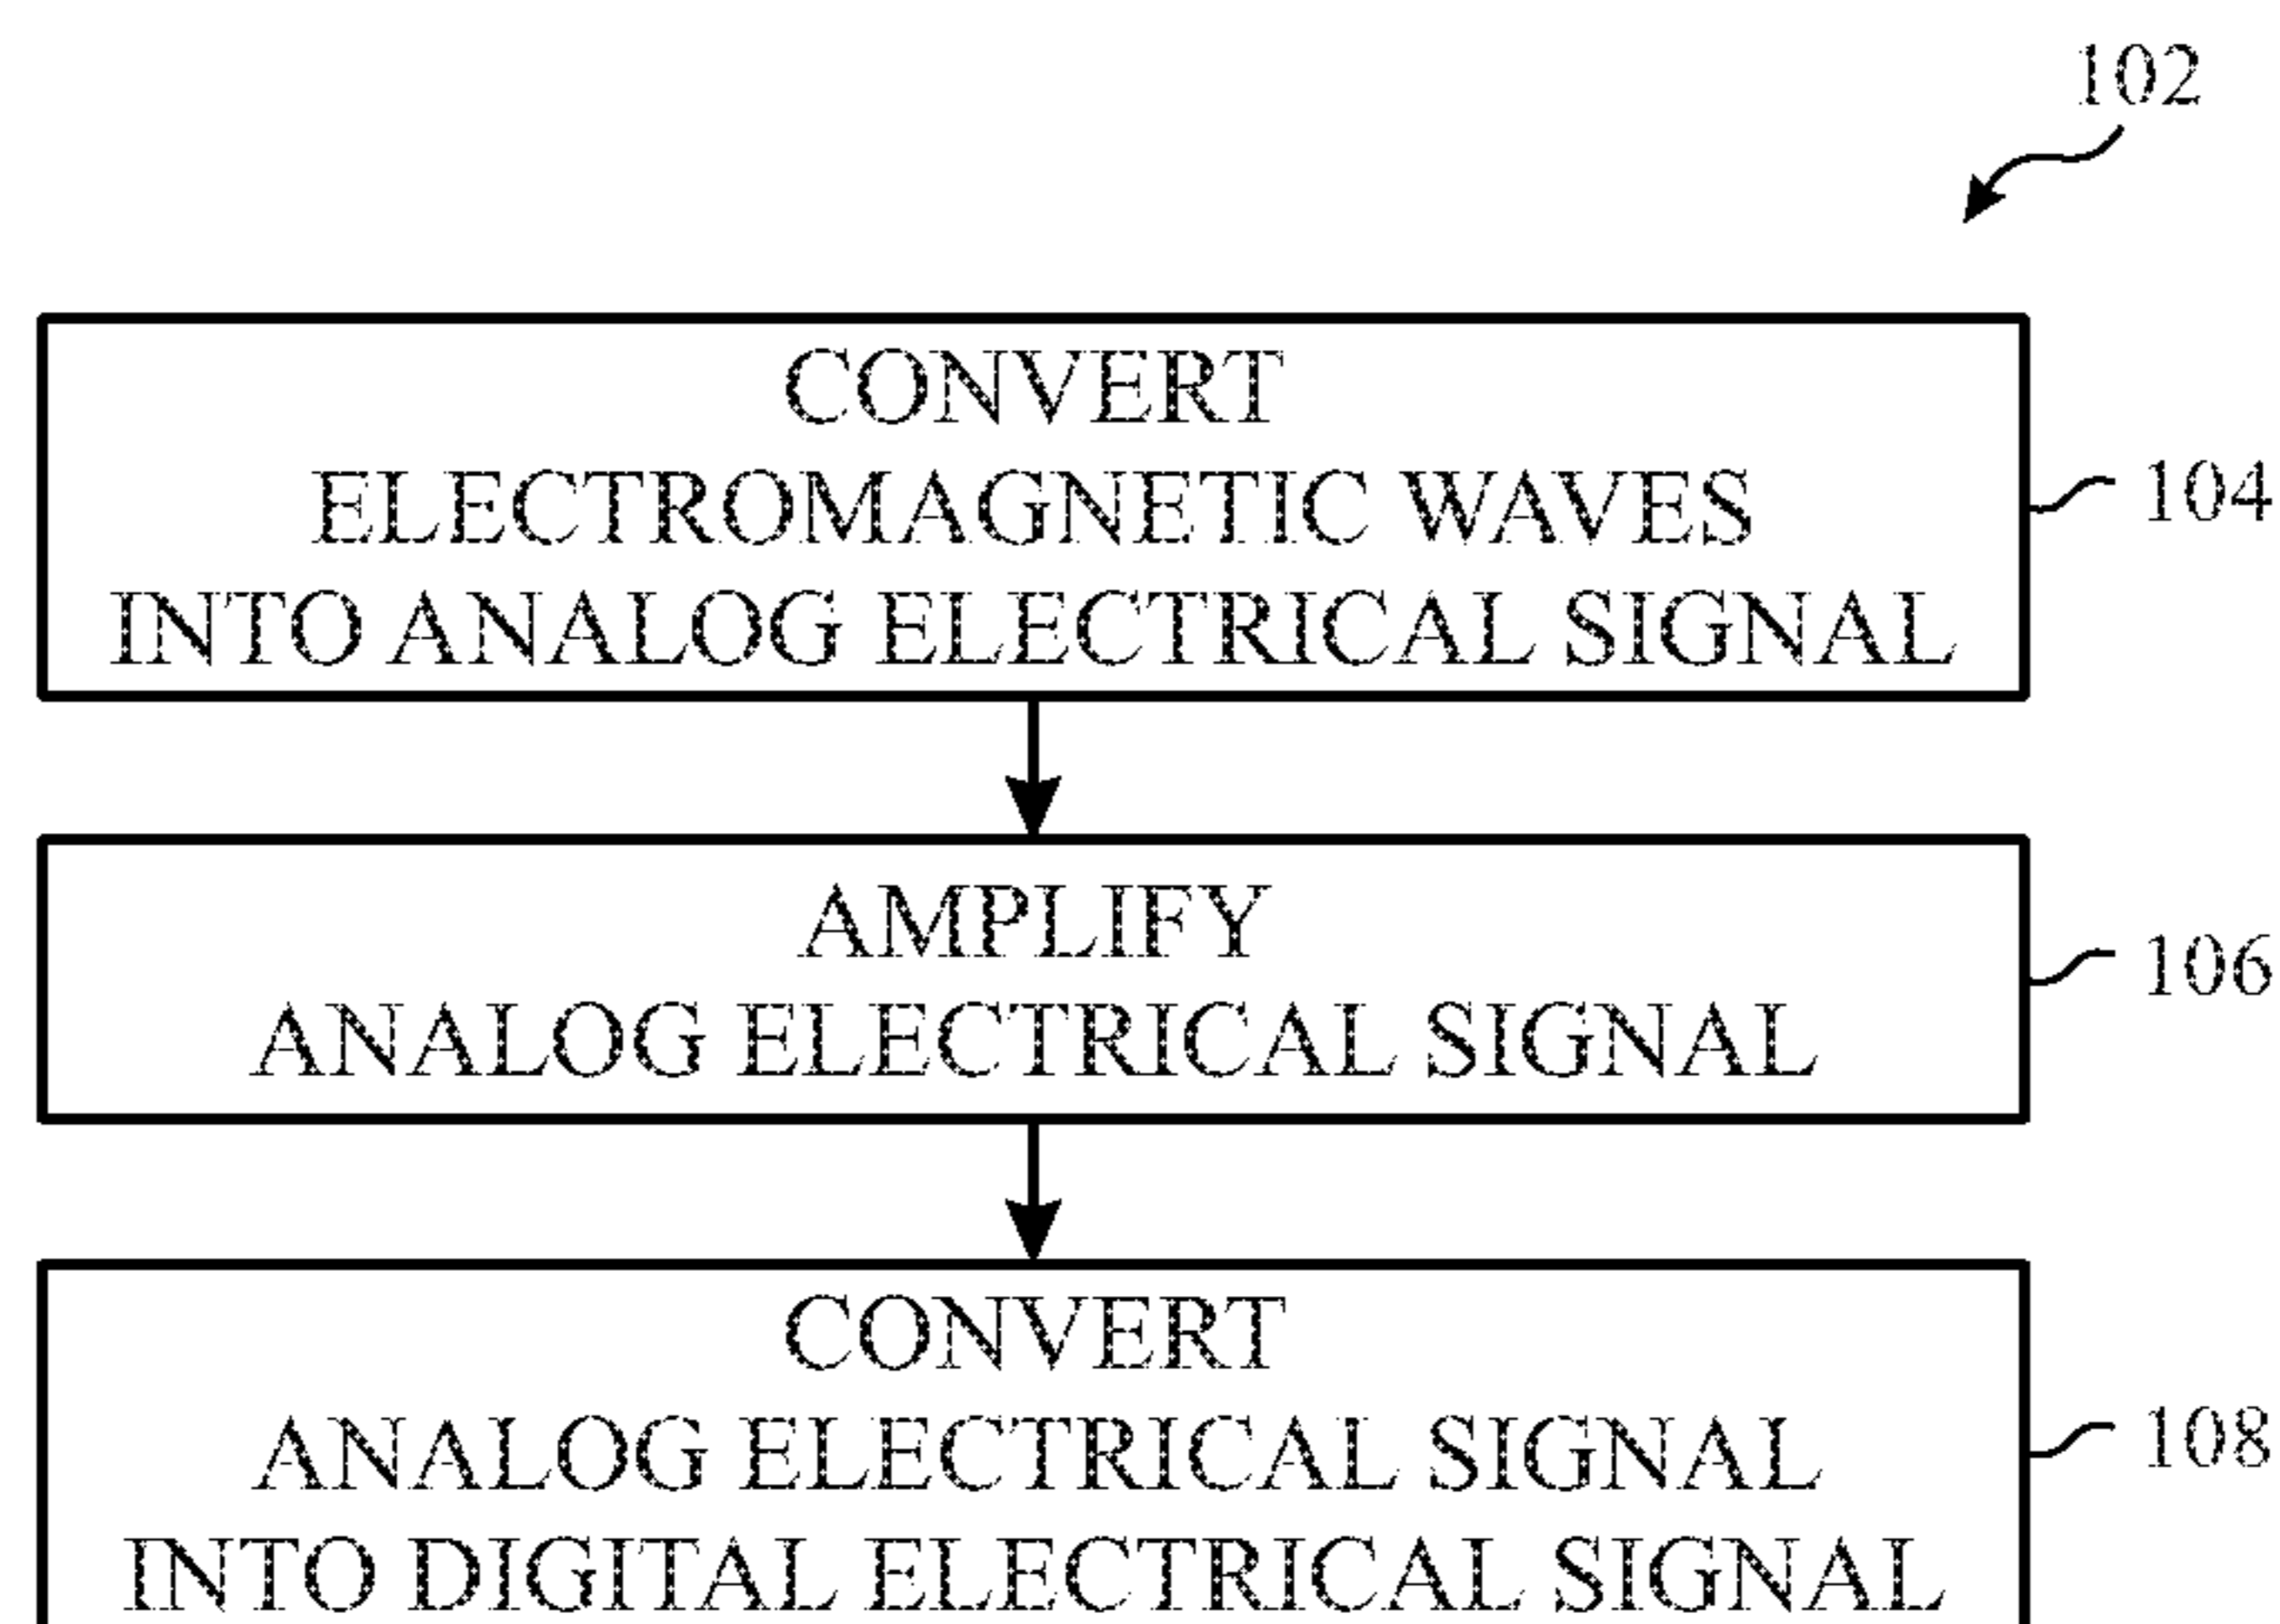 102
CONVERT
ELECTROMAGNETIC WAVES
INTO ANALOG ELECTRICAL SIGNAL
104
AMPLIFY
ANALOG ELECTRICAL SIGNAL
106
CONVERT
ANALOG ELECTRICAL SIGNAL
INTO DIGITAL ELECTRICAL SIGNAL
108